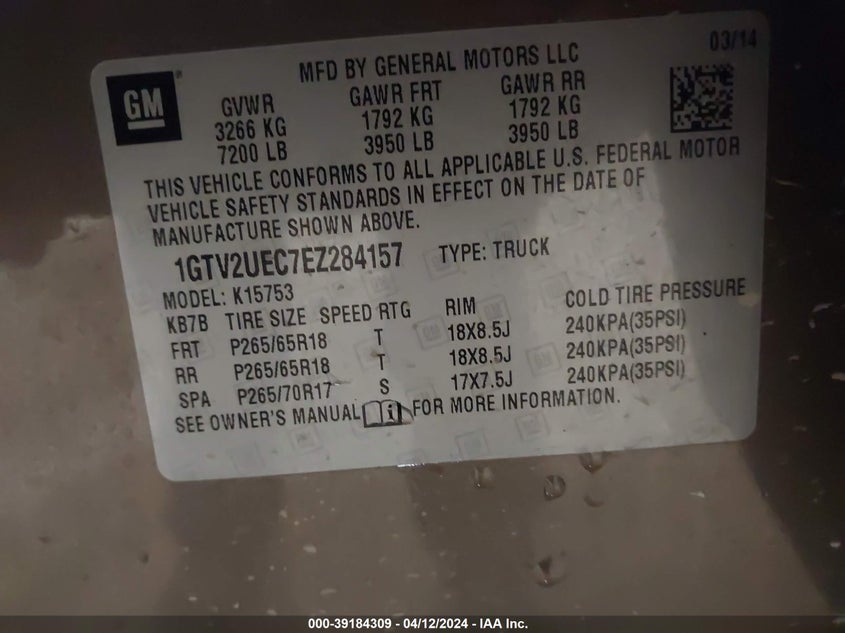 MFD BY GENERAL MOTORS LLC 03/14
GM
GVWR GAWR FRT GAWR RR
3266 KG 1792 KG 1792 KG
7200 LB 3950 LB 3950 LB
THIS VEHICLE CONFORMS TO ALL APPLICABLE U.S. FEDERAL MOTOR
VEHICLE SAFETY STANDARDS IN EFFECT ON THE DATE OF
MANUFACTURE SHOWN ABOVE.
1GTV2UEC7EZ284157 TYPE: TRUCK
MODEL: K15753
KB7B TIRE SIZE SPEED RTG RIM COLD TIRE PRESSURE
FRT P265/65R18 T 18X8.5J 240KPA(35PSI)
RR P265/65R18 T 18X8.5J 240KPA(35PSI)
SPA P265/70R17 S 17X7.5J 240KPA(35PSI)
SEE OWNER'S MANUAL i FOR MORE INFORMATION.
000-39184309 - 04/12/2024 - IAA Inc.